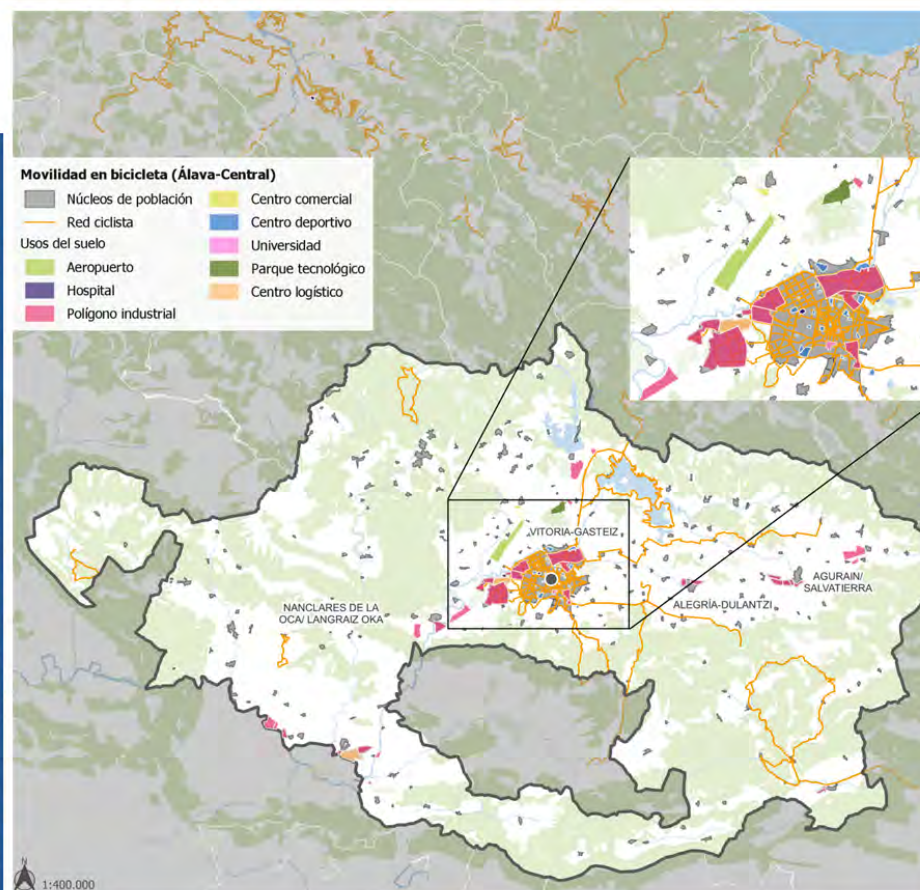 Movilidad en bicicleta (Álava-Central)
Núcleos de población
Red ciclista
Usos del suelo
Aeropuerto
Hospital
Polígono industrial
Centro comercial
Centro deportivo
Universidad
Parque tecnológico
Centro logístico
VITORIA-GASTEIZ
NANCLARES DE LA
OCA/ LANGRAIZ OKA
ALEGRÍA-DULANTZI
AGURAIN/
SALVATIERRA
N
1:400.000